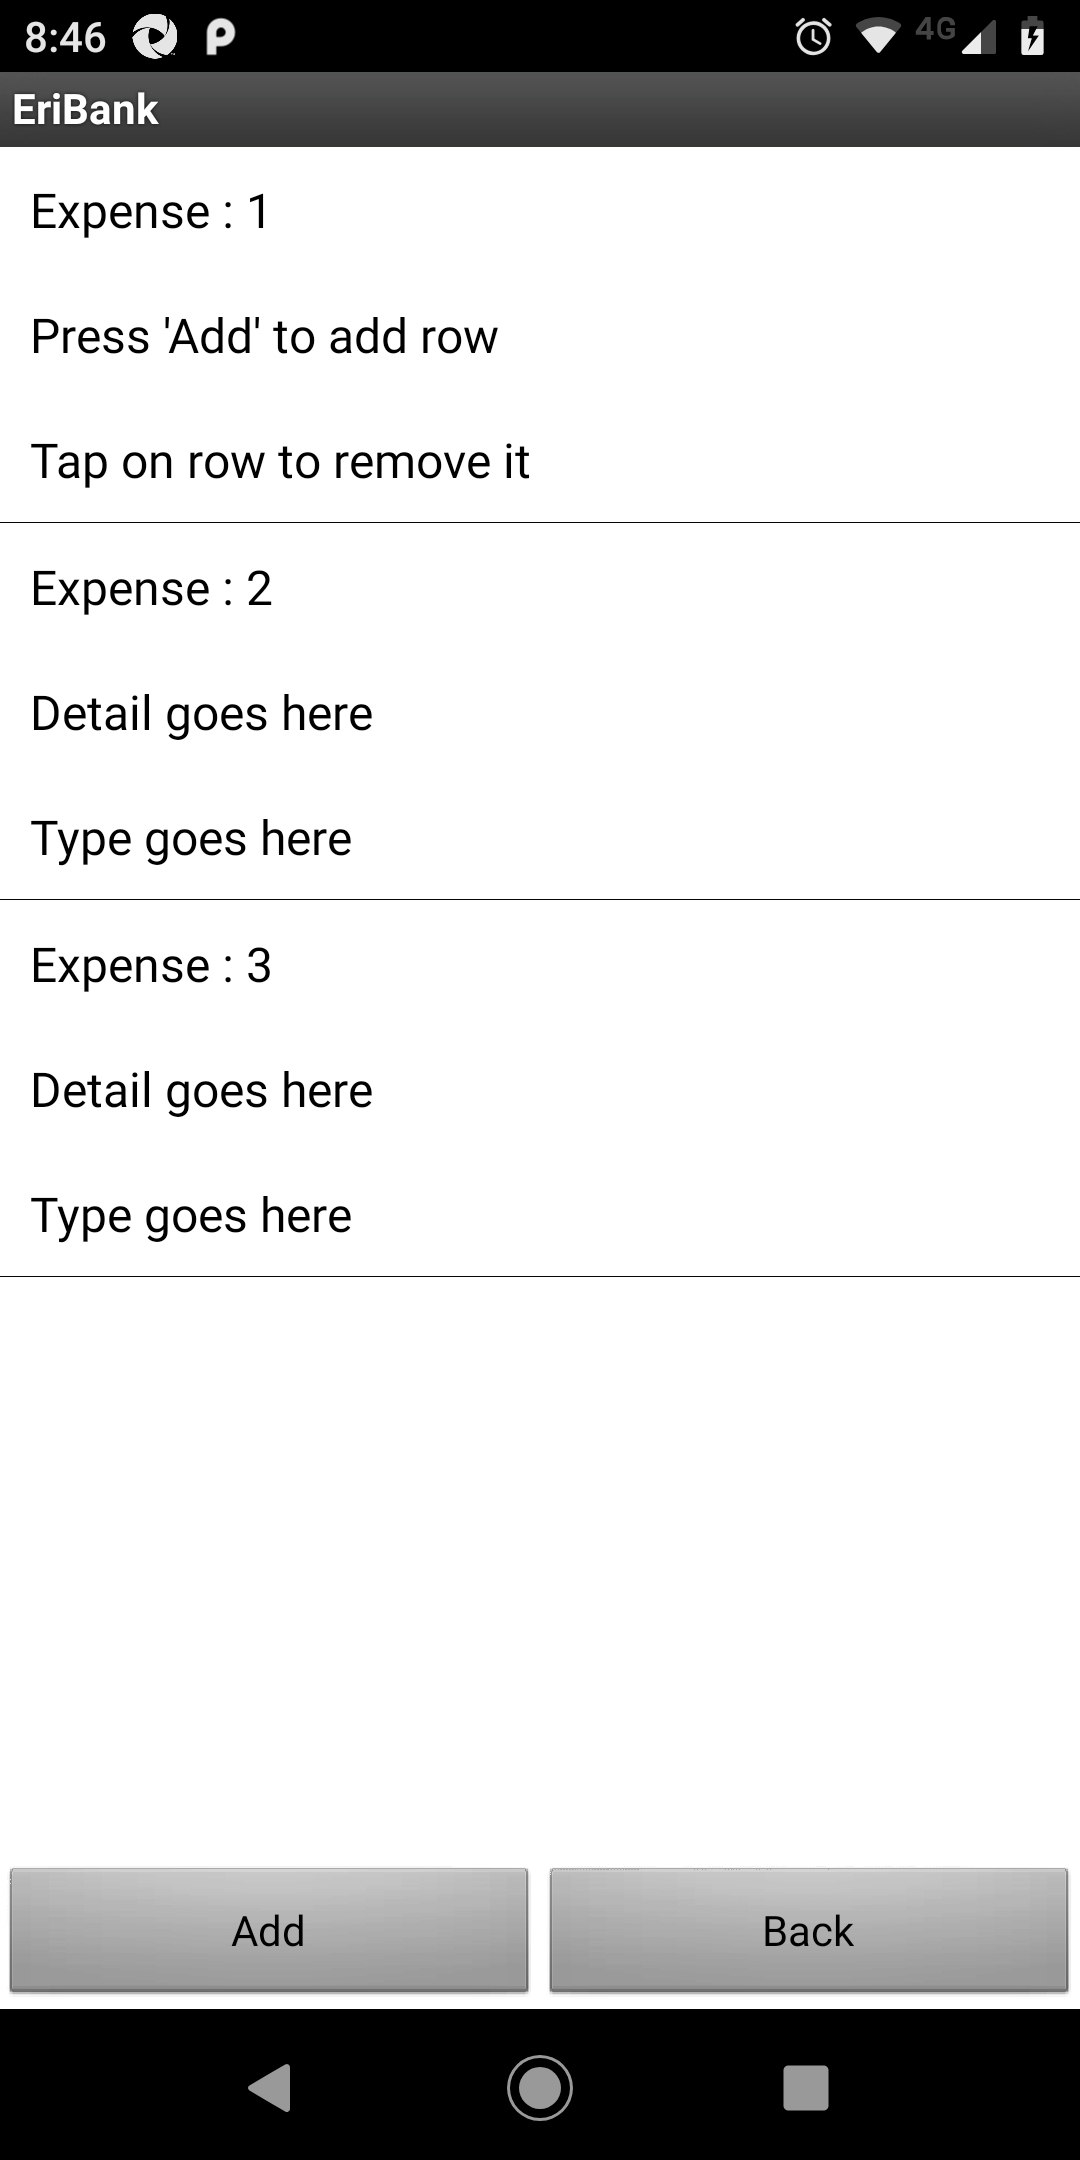 8:46 4G
EriBank
Expense : 1
Press 'Add' to add row
Tap on row to remove it
Expense : 2
Detail goes here
Type goes here
Expense : 3
Detail goes here
Type goes here
Add Back